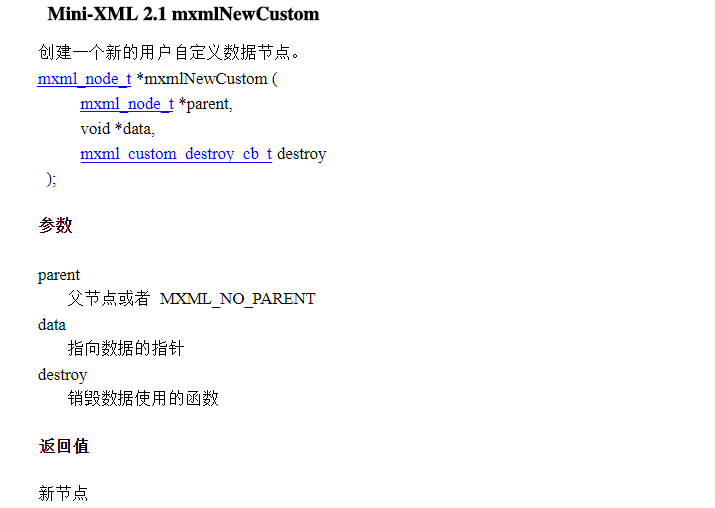 Mini-XML 2.1 mxmlNewCustom
创建一个新的用户自定义数据节点。
mxml_node_t *mxmlNewCustom (
mxml_node_t *parent,
void *data,
mxml_custom_destroy_cb_t destroy
);
参数
parent
父节点或者 MXML_NO_PARENT
data
指向数据的指针
destroy
销毁数据使用的函数
返回值
新节点